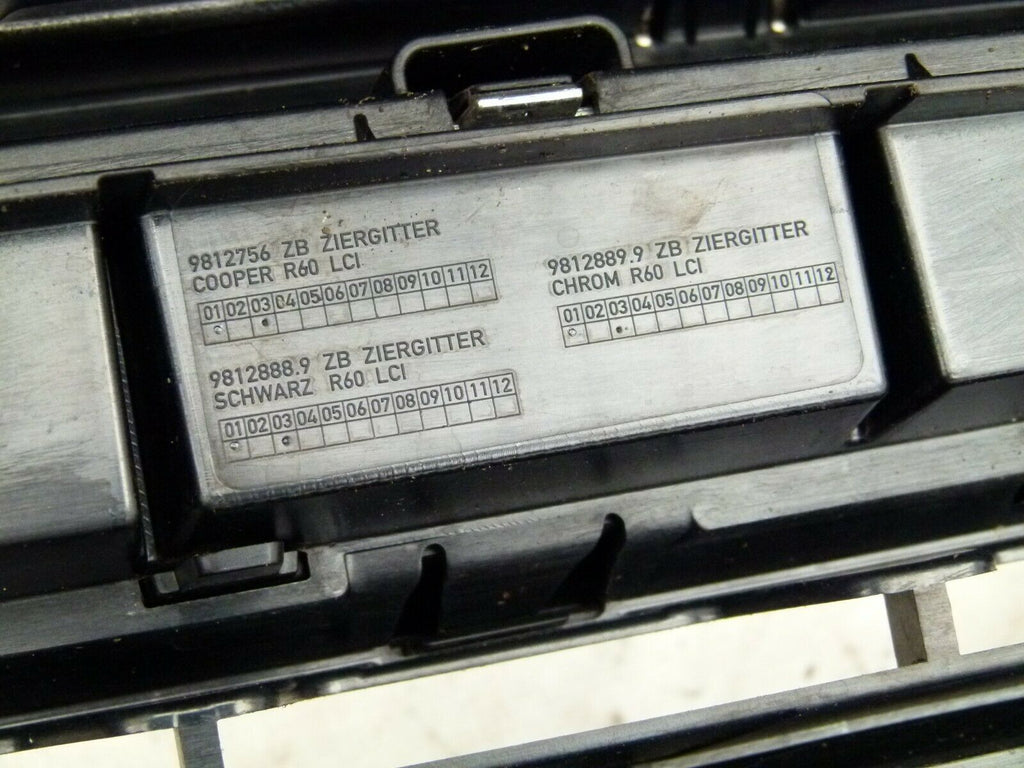 9812756 ZB ZIERGITTER
COOPER R60 LCI
01 02 03 04 05 06 07 08 09 10 11 12
9812888.9 ZB ZIERGITTER
SCHWARZ R60 LCI
01 02 03 04 05 06 07 08 09 10 11 12
9812889.9 ZB ZIERGITTER
CHROM R60 LCI
01 02 03 04 05 06 07 08 09 10 11 12